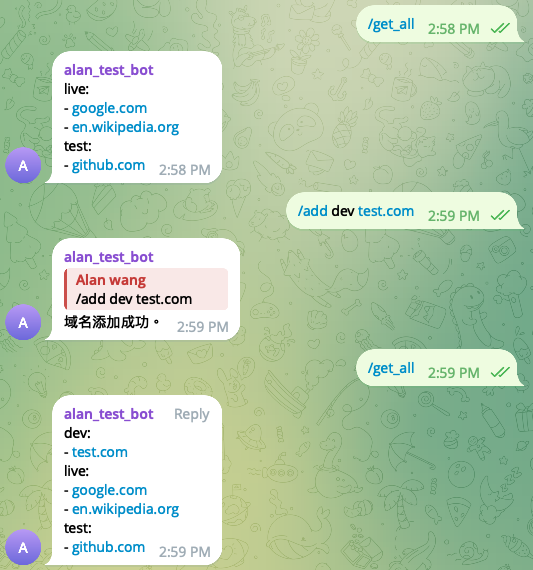 /get_all 2:58 PM
alan_test_bot
live:
- google.com
- en.wikipedia.org
test:
- github.com 2:58 PM
A
/add dev test.com 2:59 PM
alan_test_bot
Alan wang
/add dev test.com
域名添加成功。 2:59 PM
A
/get_all 2:59 PM
alan_test_bot Reply
dev:
- test.com
live:
- google.com
- en.wikipedia.org
test:
- github.com 2:59 PM
A